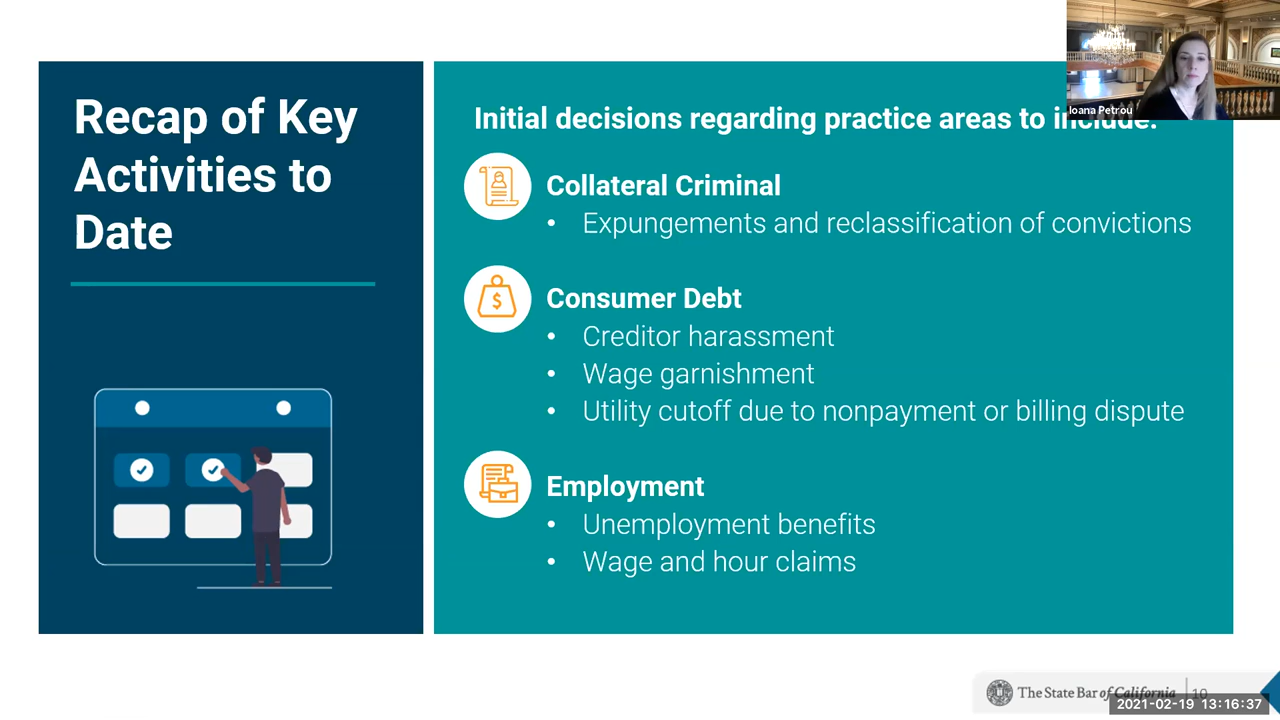 Recap of Key
Activities to
Date
Initial decisions regarding practice areas to include:
Ioana Petrou
Collateral Criminal
• Expungements and reclassification of convictions
$
Consumer Debt
• Creditor harassment
• Wage garnishment
• Utility cutoff due to nonpayment or billing dispute
Employment
• Unemployment benefits
• Wage and hour claims
The State Bar of California 10
2021-02-19 13:16:37